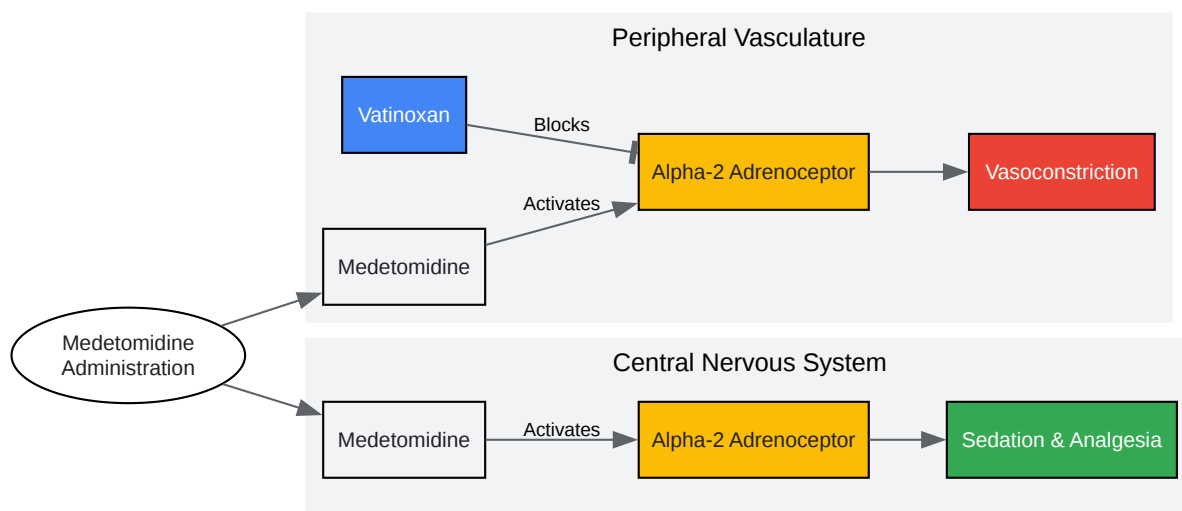 Peripheral Vasculature
Vatinoxan
Blocks
Alpha-2 Adrenoceptor
Vasoconstriction
Activates
Medetomidine
Medetomidine
Administration
Central Nervous System
Medetomidine
Activates
Alpha-2 Adrenoceptor
Sedation & Analgesia